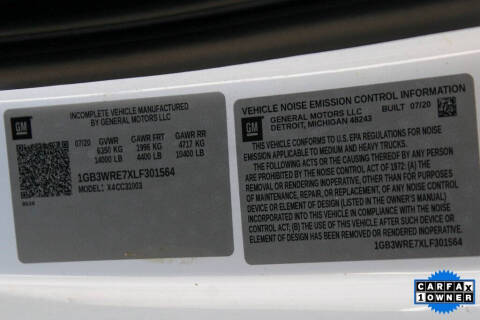 INCOMPLETE VEHICLE MANUFACTURED
BY GENERAL MOTORS LLC
GM
07/20 GVWR GAWR FRT GAWR RR
6350 KG 1996 KG 4717 KG
14000 LB 4400 LB 10400 LB
1GB3WRE7XLF301564
MODEL: X4CC31003
VEHICLE NOISE EMISSION CONTROL INFORMATION
GM
GENERAL MOTORS LLC BUILT 07/20
DETROIT, MICHIGAN 48243
THIS VEHICLE CONFORMS TO U.S. EPA REGULATIONS FOR NOISE
EMISSION APPLICABLE TO MEDIUM AND HEAVY TRUCKS.
THE FOLLOWING ACTS OR THE CAUSING THEREOF BY ANY PERSON ARE
PROHIBITED BY THE NOISE CONTROL ACT OF 1972: (A) THE
REMOVAL OR RENDERING INOPERATIVE, OTHER THAN FOR PURPOSES OF
MAINTENANCE, REPAIR, OR REPLACEMENT, OF ANY NOISE CONTROL
DEVICE OR ELEMENT OF DESIGN (LISTED IN THE OWNER'S
MANUAL) INCORPORATED INTO THIS VEHICLE IN COMPLIANCE WITH
THE NOISE CONTROL
ACT; (B) THE USE OF THIS VEHICLE AFTER SUCH DEVICE OR
ELEMENT OF DESIGN HAS BEEN REMOVED OR RENDERED INOPERATIVE.
1GB3WRE7XLF301564
CARFAX
1 OWNER